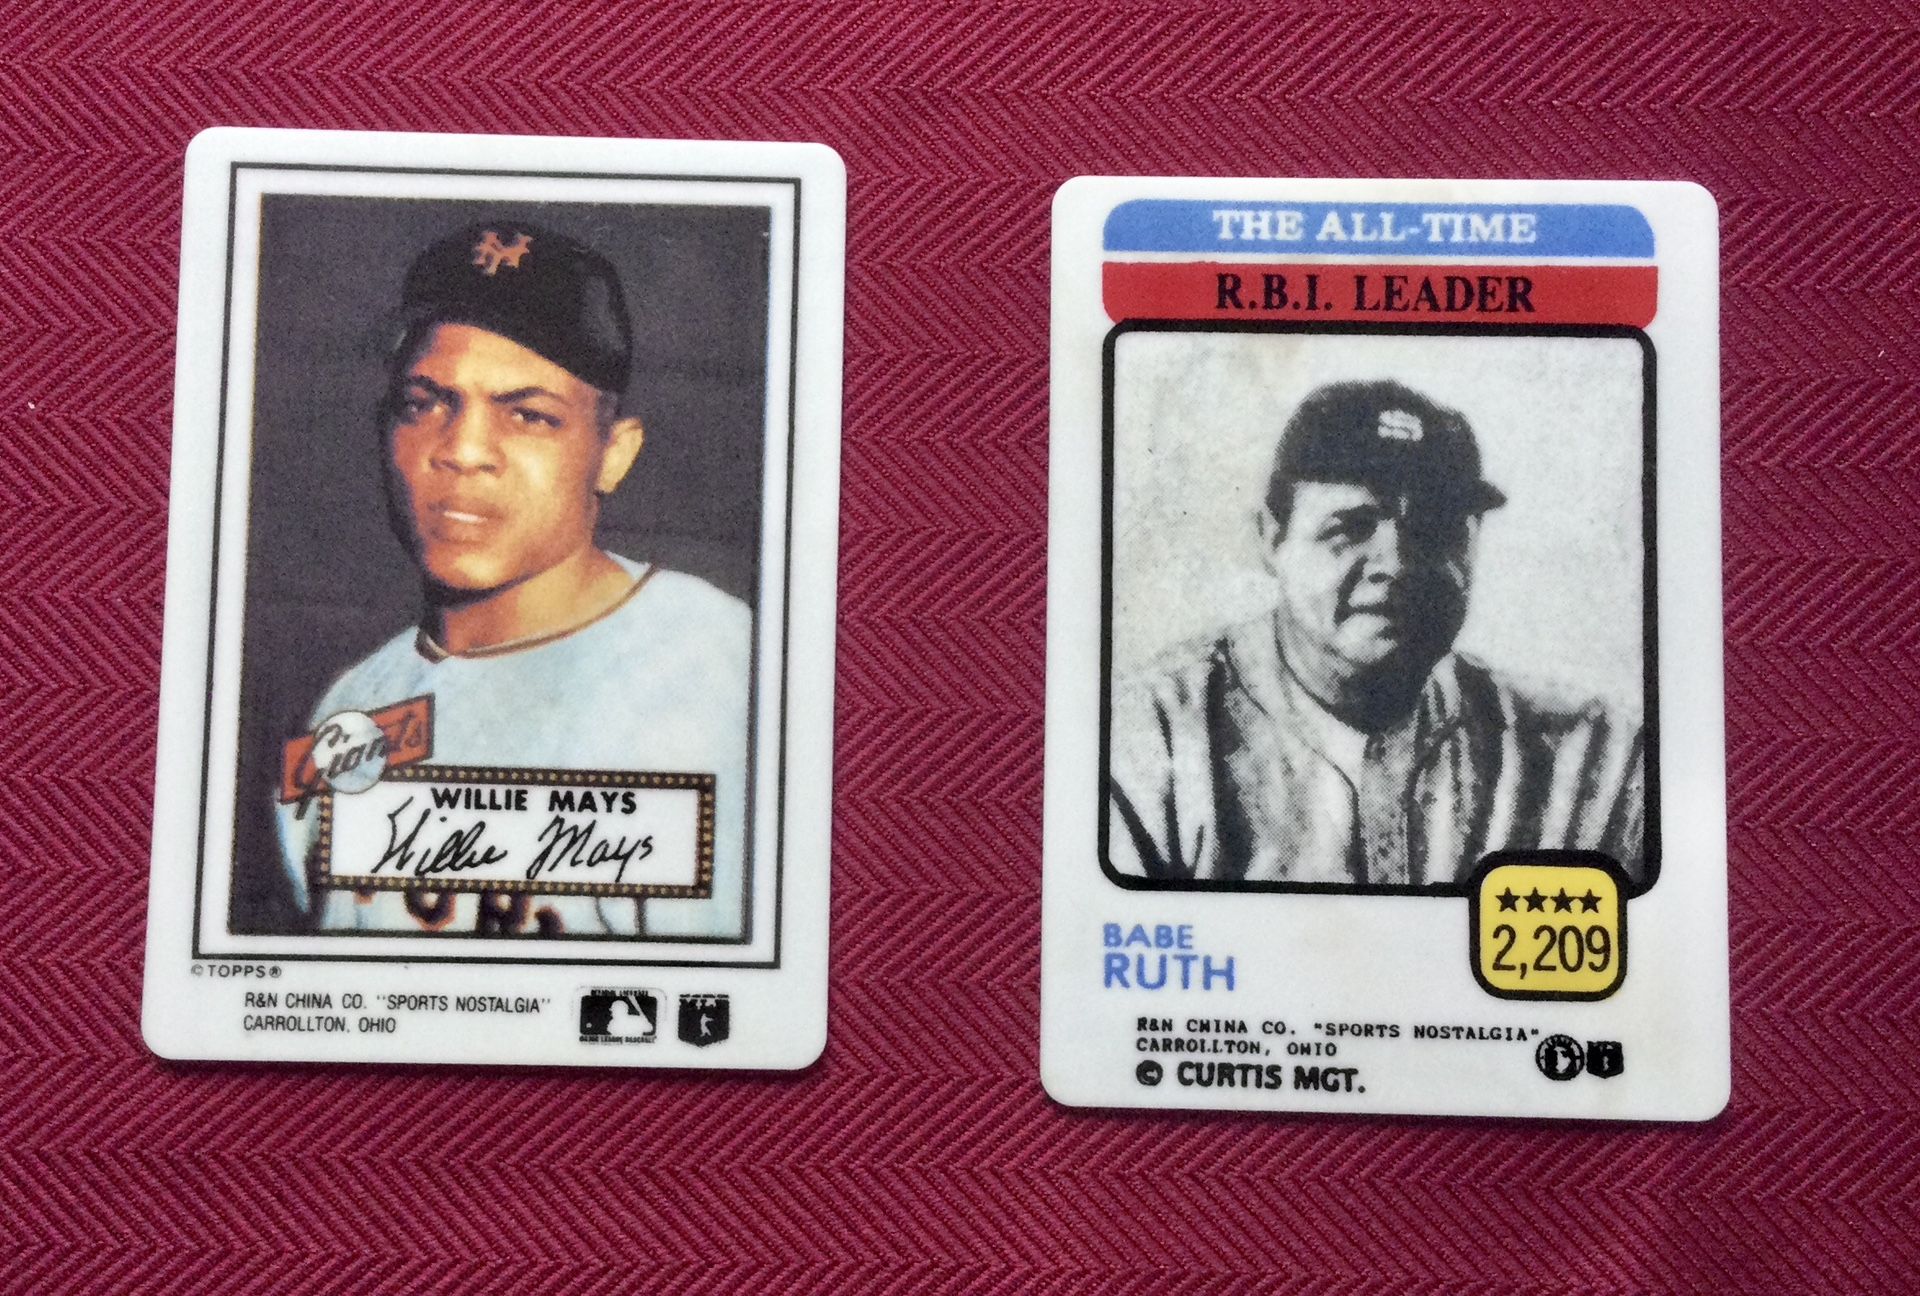 NY
Giants
WILLIE MAYS
Willie Mays
©TOPPS®
R&N CHINA CO. "SPORTS NOSTALGIA"
CARROLLTON, OHIO
THE ALL-TIME
R.B.I. LEADER
BABE
RUTH
2,209
R&N CHINA CO. "SPORTS NOSTALGIA"
CARROLLTON, OHIO
© CURTIS MGT.